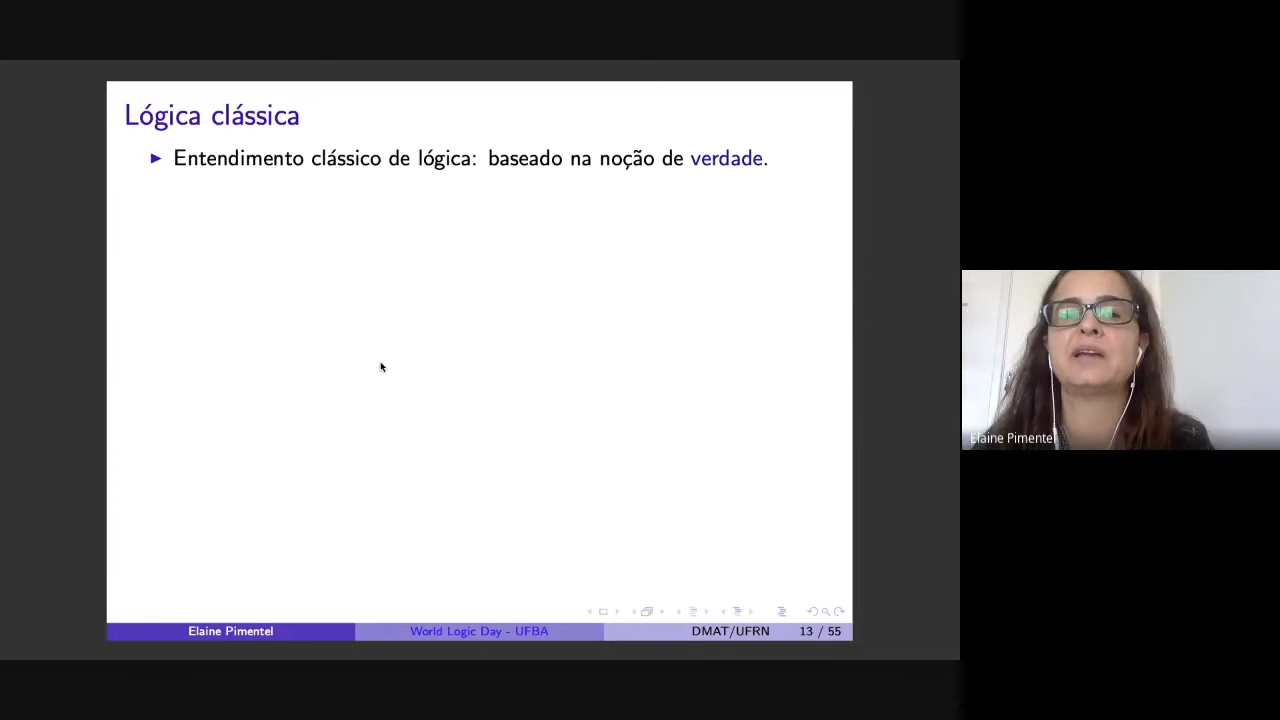 Lógica clássica
▶ Entendimento clássico de lógica: baseado na noção de verdade.
Elaine Pimentel
Elaine Pimentel World Logic Day - UFBA DMAT/UFRN 13 / 55